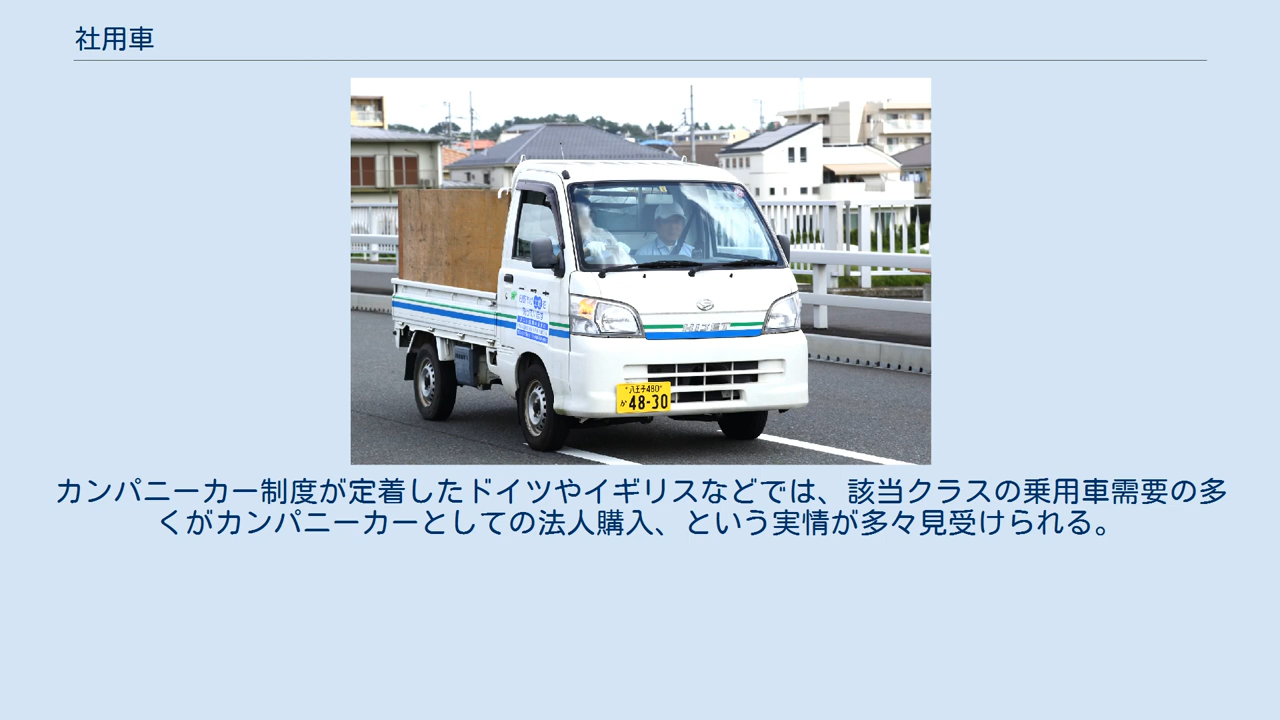 社用車
HIJET
八王子480
か 48-30
カンパニーカー制度が定着したドイツやイギリスなどでは、該当クラスの乗用車需要の多
くがカンパニーカーとしての法人購入、という実情が多々見受けられる。